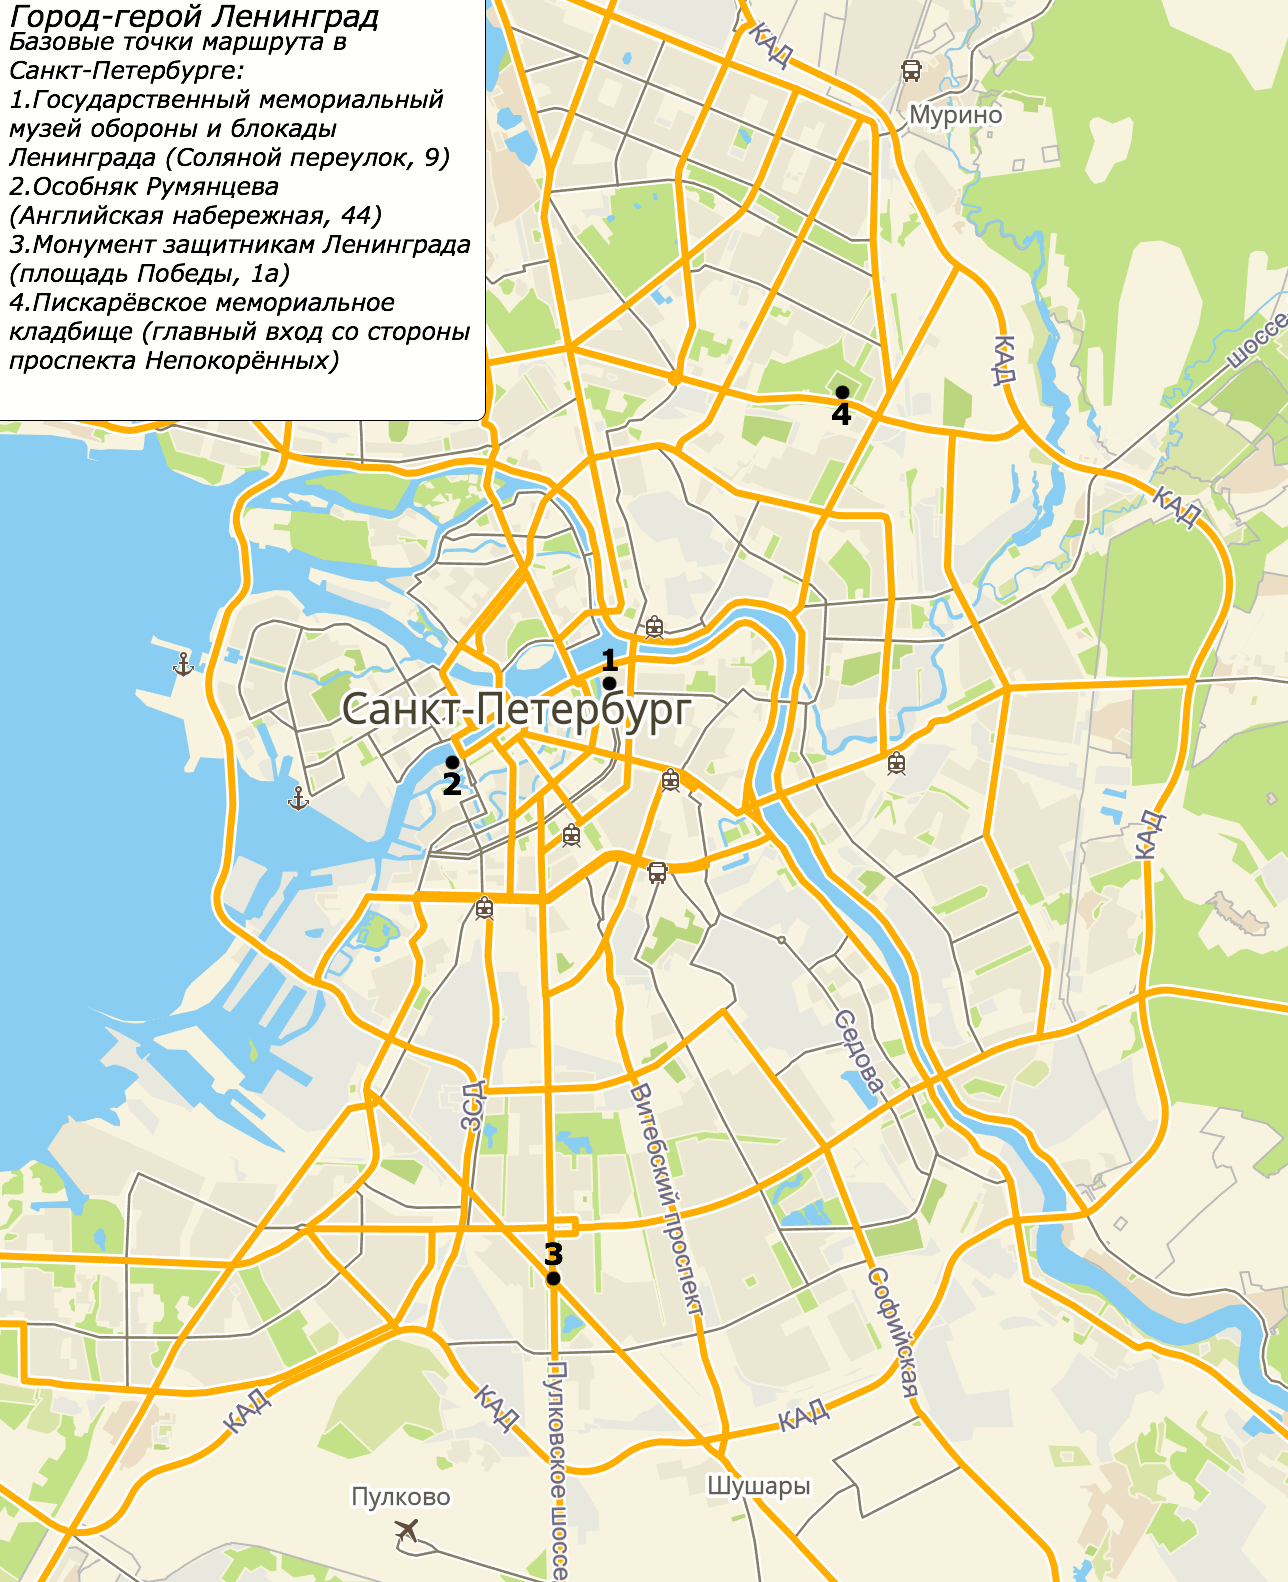 Город-герой Ленинград
Базовые точки маршрута в
Санкт-Петербурге:
1.Государственный мемориальный
музей обороны и блокады
Ленинграда (Соляной переулок, 9)
2.Особняк Румянцева
(Английская набережная, 44)
3.Монумент защитникам Ленинграда
(площадь Победы, 1а)
4.Пискарёвское мемориальное
кладбище (главный вход со стороны
проспекта Непокорённых)
КАД
Мурино
шоссе
КАД
4
КАД
1
Санкт-Петербург
2
КАД
Седова
ЗСД
Витебский проспект
3
Софийская
Пулковское шоссе
КАД
КАД
КАД
Шушары
Пулково